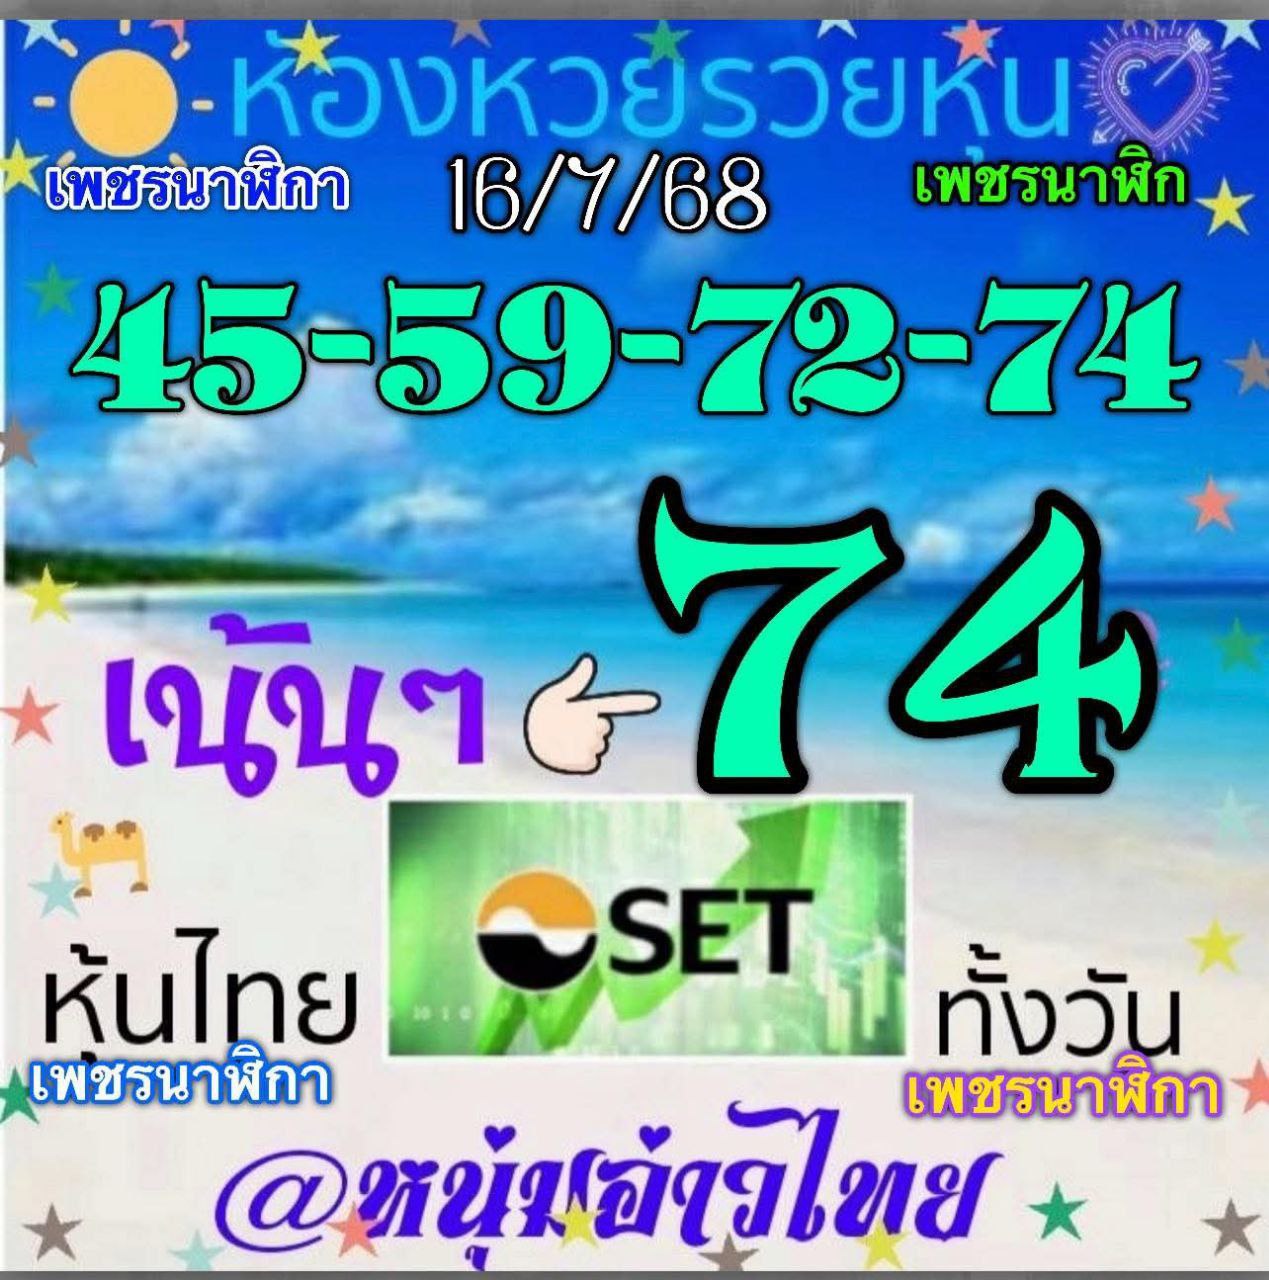 ห้องหวยรวยหุ้น
เพชรนาฬิกา 16/7/68 เพชรนาฬิก
45-59-72-74
74
เน้นๆ
SET
หุ้นไทย ทั้งวัน
เพชรนาฬิกา เพชรนาฬิกา
@หนุ่มอ่าวไทย